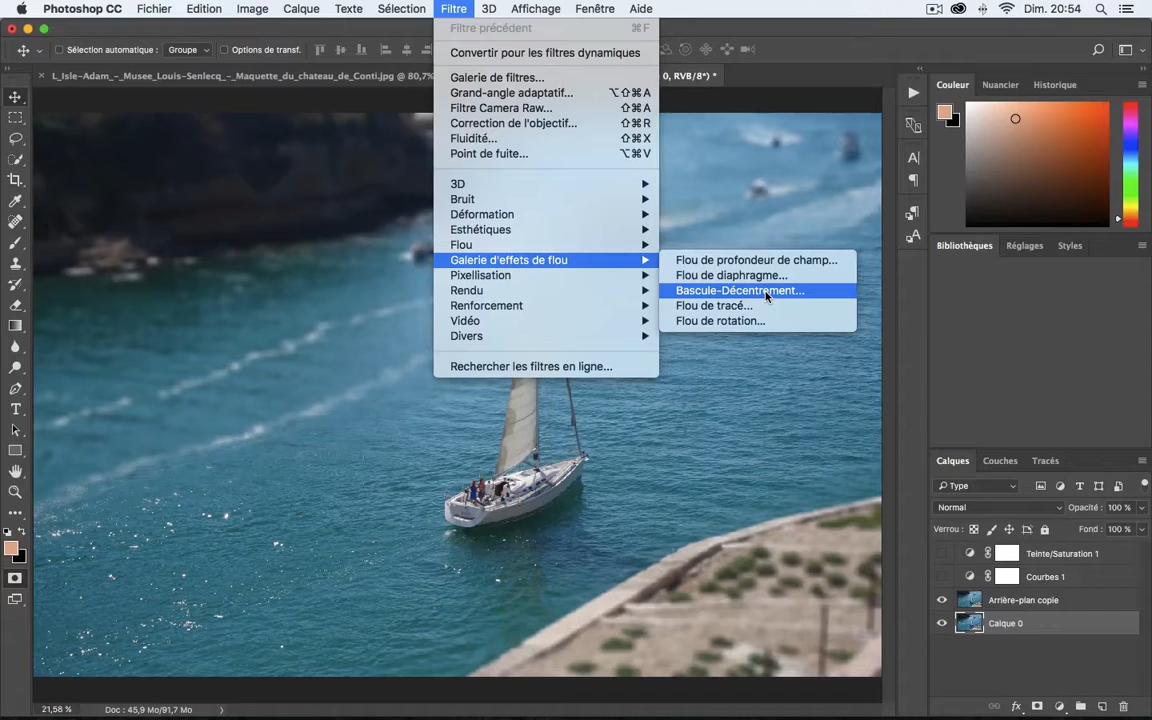 Photoshop CC Fichier Edition Image Calque Texte Sélection Filtre 3D Affichage Fenêtre Aide Dim. 20:54
Filtre précédent ⌘F
Sélection automatique : Groupe Options de transf.
Convertir pour les filtres dynamiques
L_Isle-Adam_-_Musee_Louis-Senlecq_-_Maquette_du_chateau_de_Conti.jpg @ 80,7% 0, RVB/8*) *
Galerie de filtres...
Grand-angle adaptatif... ⌥⇧⌘A
Filtre Camera Raw... ⇧⌘A
Correction de l'objectif... ⇧⌘R
Fluidité... ⇧⌘X
Point de fuite... ⌥⌘V
3D
Bruit
Déformation
Esthétiques
Flou
Galerie d'effets de flou
Pixellisation
Rendu
Renforcement
Vidéo
Divers
Rechercher les filtres en ligne...
Flou de profondeur de champ...
Flou de diaphragme...
Bascule-Décentrement...
Flou de tracé...
Flou de rotation...
Couleur Nuancier Historique
Bibliothèques Réglages Styles
Calques Couches Tracés
Type
Normal Opacité : 100 %
Verrou : Fond : 100 %
Teinte/Saturation 1
Courbes 1
Arrière-plan copie
Calque 0
21,58 % Doc : 45,9 Mo/91,7 Mo